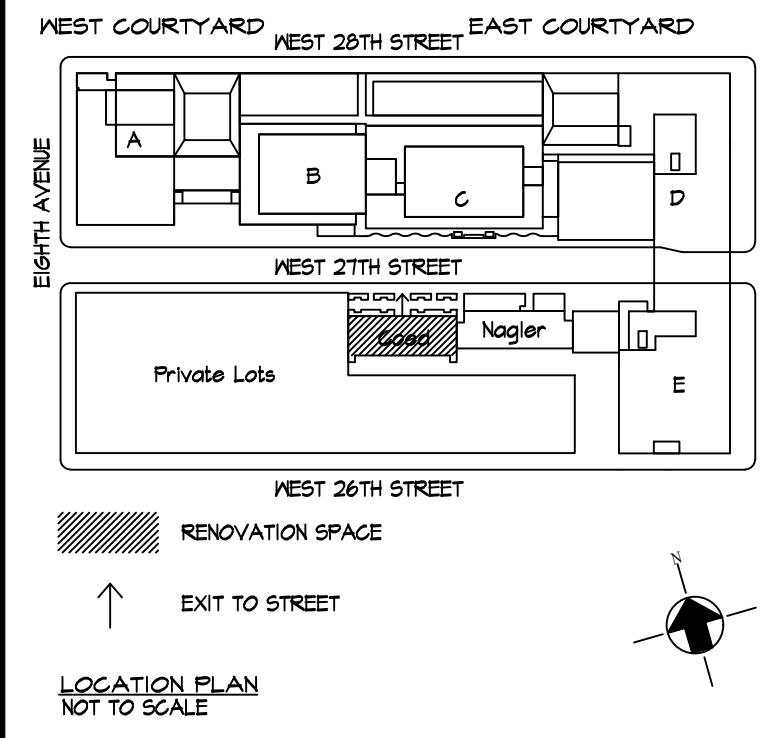 WEST COURTYARD
EAST COURTYARD
WEST 28TH STREET
EIGHTH AVENUE
A
B
C
D
WEST 27TH STREET
Coed
Nagler
Private Lots
E
WEST 26TH STREET
RENOVATION SPACE
EXIT TO STREET
N
LOCATION PLAN
NOT TO SCALE